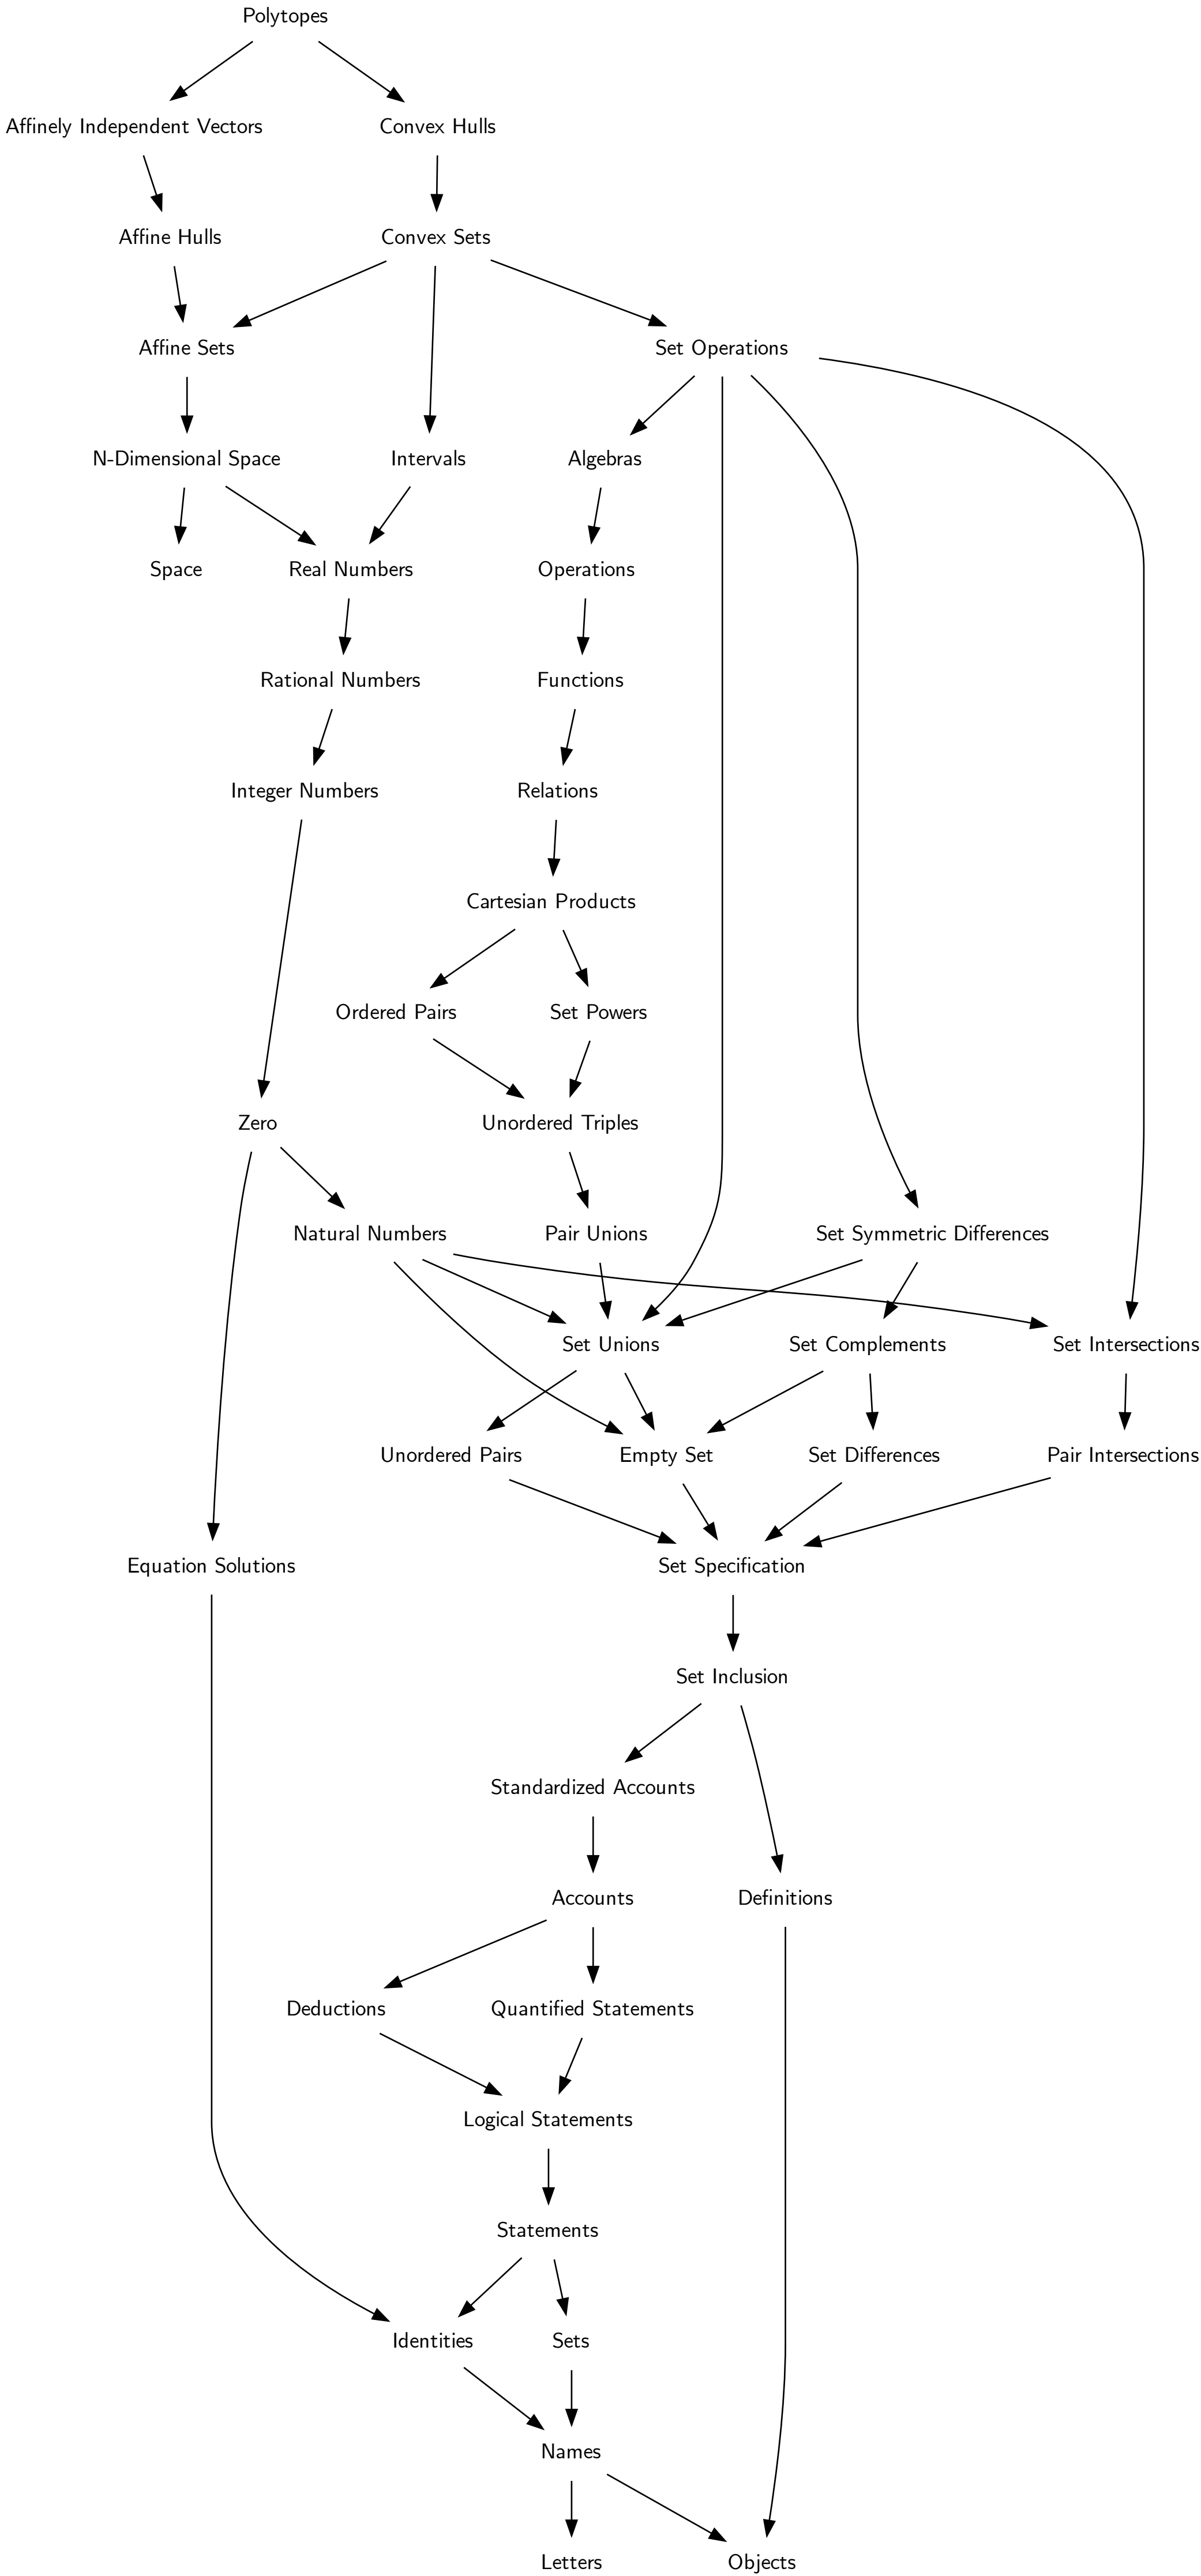 Polytopes
Affinely Independent Vectors
Convex Hulls
Affine Hulls
Convex Sets
Affine Sets
Set Operations
N-Dimensional Space
Intervals
Algebras
Space
Real Numbers
Operations
Rational Numbers
Functions
Integer Numbers
Relations
Cartesian Products
Ordered Pairs
Set Powers
Zero
Unordered Triples
Natural Numbers
Pair Unions
Set Symmetric Differences
Set Unions
Set Complements
Set Intersections
Unordered Pairs
Empty Set
Set Differences
Pair Intersections
Equation Solutions
Set Specification
Set Inclusion
Standardized Accounts
Accounts
Definitions
Deductions
Quantified Statements
Logical Statements
Statements
Identities
Sets
Names
Letters
Objects